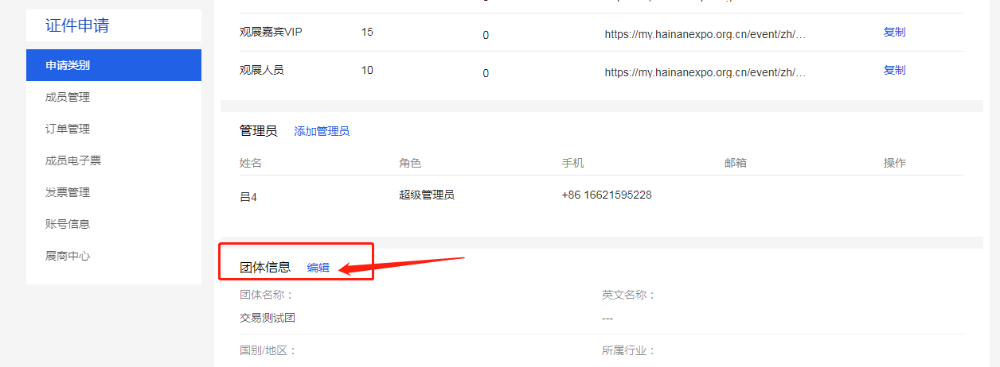 证件申请
申请类别
成员管理
订单管理
成员电子票
发票管理
账号信息
展商中心
观展嘉宾VIP 15 0 https://my.hainanexpo.org.cn/event/zh/… 复制
观展人员 10 0 https://my.hainanexpo.org.cn/event/zh/… 复制
管理员 添加管理员
姓名 角色 手机 邮箱 操作
吕4 超级管理员 +86 16621595228
团体信息 编辑
团体名称： 英文名称：
交易测试团 ---
国别/地区： 所属行业：